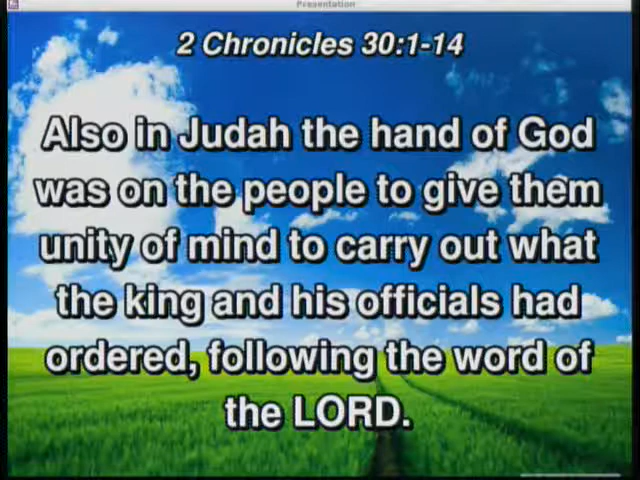 Presentation
2 Chronicles 30:1-14
Also in Judah the hand of God
was on the people to give them
unity of mind to carry out what
the king and his officials had
ordered, following the word of
the LORD.